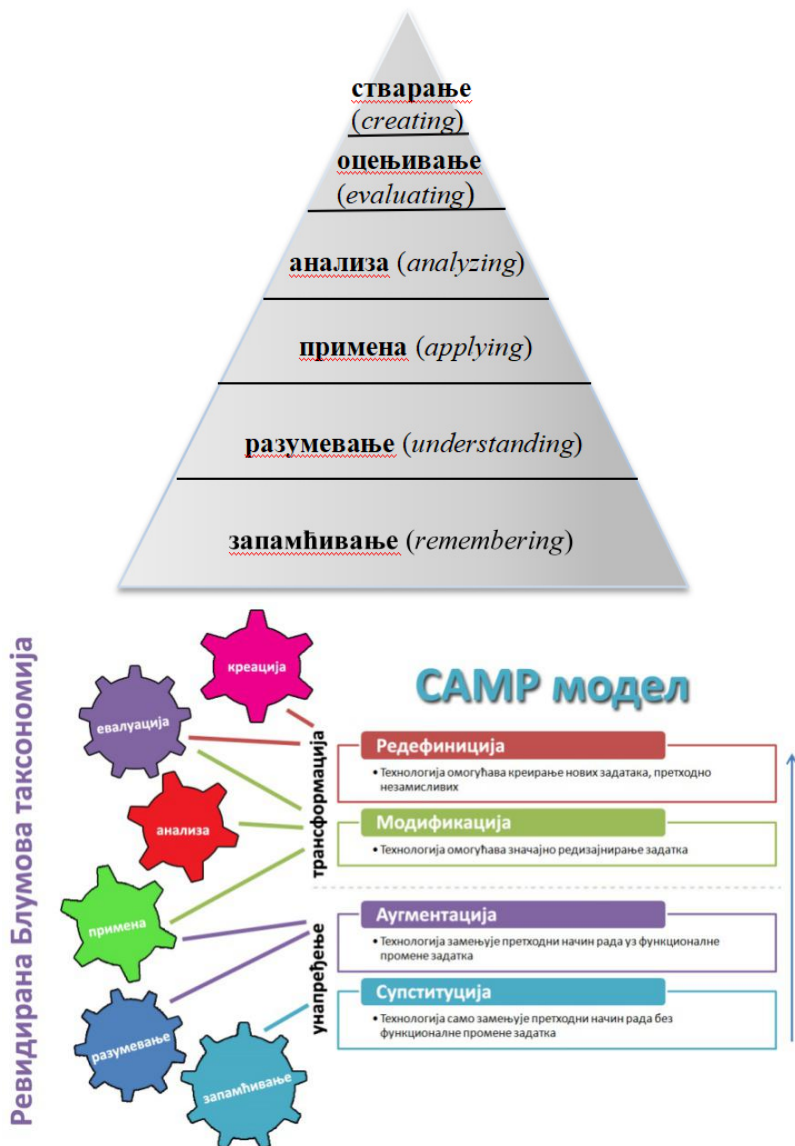 стварање
(creating)
оцењивање
(evaluating)
анализа (analyzing)
примена (applying)
разумевање (understanding)
запамћивање (remembering)
Ревидирана Блумова таксономија
креација
евалуација
анализа
примена
разумевање
запамћивање
САМР модел
трансформација
Редефиниција
• Технологија омогућава креирање нових задатака, претходно
незамисливих
Модификација
• Технологија омогућава значајно редизајнирање задатка
унапређење
Аугментација
• Технологија замењује претходни начин рада уз функционалне
промене задатка
Супституција
• Технологија само замењује претходни начин рада без
функционалне промене задатка